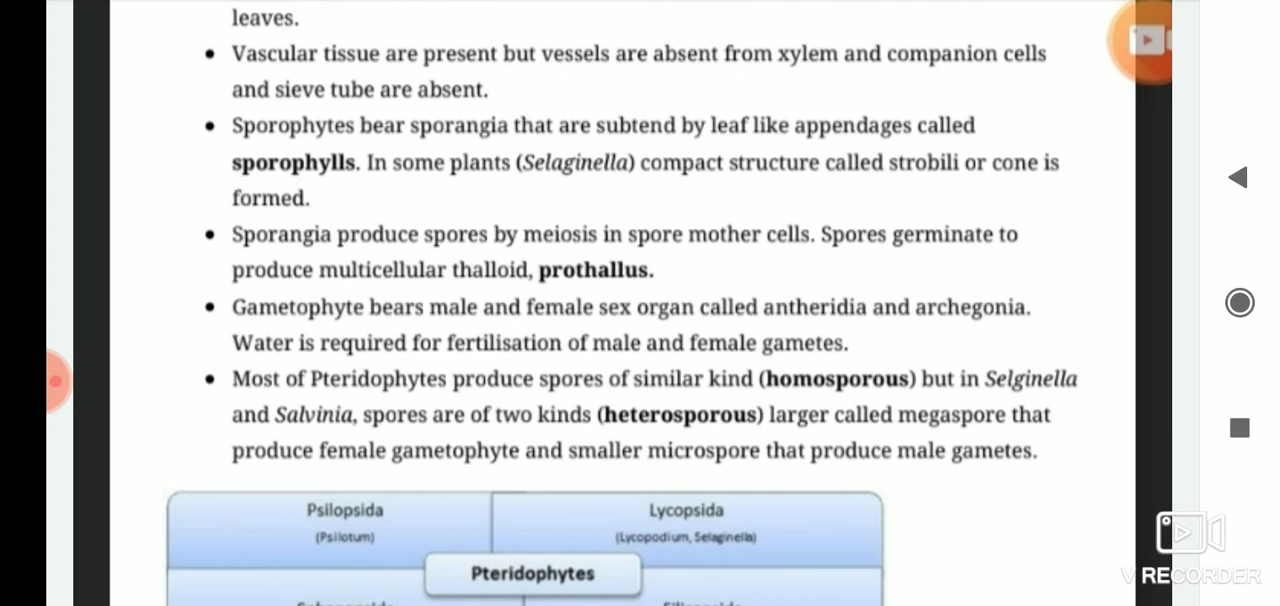 leaves.
• Vascular tissue are present but vessels are absent from xylem and companion cells
and sieve tube are absent.
• Sporophytes bear sporangia that are subtend by leaf like appendages called
sporophylls. In some plants (Selaginella) compact structure called strobili or cone is
formed.
• Sporangia produce spores by meiosis in spore mother cells. Spores germinate to
produce multicellular thalloid, prothallus.
• Gametophyte bears male and female sex organ called antheridia and archegonia.
Water is required for fertilisation of male and female gametes.
• Most of Pteridophytes produce spores of similar kind (homosporous) but in Selginella
and Salvinia, spores are of two kinds (heterosporous) larger called megaspore that
produce female gametophyte and smaller microspore that produce male gametes.
Psilopsida
(Psilotum)
Lycopsida
(Lycopodium, Selaginella)
Pteridophytes
V RECORDER